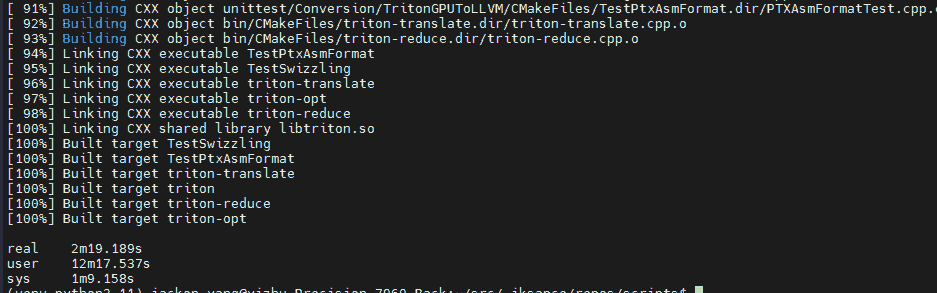 [ 91%] Building CXX object unittest/Conversion/TritonGPUToLLVM/CMakeFiles/TestPtxAsmFormat.dir/PTXAsmFormatTest.cpp.
[ 92%] Building CXX object bin/CMakeFiles/triton-translate.dir/triton-translate.cpp.o
[ 93%] Building CXX object bin/CMakeFiles/triton-reduce.dir/triton-reduce.cpp.o
[ 94%] Linking CXX executable TestPtxAsmFormat
[ 95%] Linking CXX executable TestSwizzling
[ 96%] Linking CXX executable triton-translate
[ 97%] Linking CXX executable triton-opt
[ 98%] Linking CXX executable triton-reduce
[100%] Linking CXX shared library libtriton.so
[100%] Built target TestSwizzling
[100%] Built target TestPtxAsmFormat
[100%] Built target triton-translate
[100%] Built target triton
[100%] Built target triton-reduce
[100%] Built target triton-opt
real 2m19.189s
user 12m17.537s
sys 1m9.158s